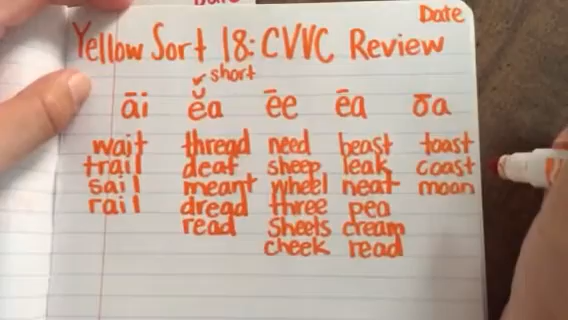 Date
Yellow Sort 18: CVVC Review
short
āi ĕa ēe ēa ōa
wait thread need beast toast
trail deaf sheep leak coast
sail meant wheel neat moan
rail dread three pea
read sheets cream
cheek read